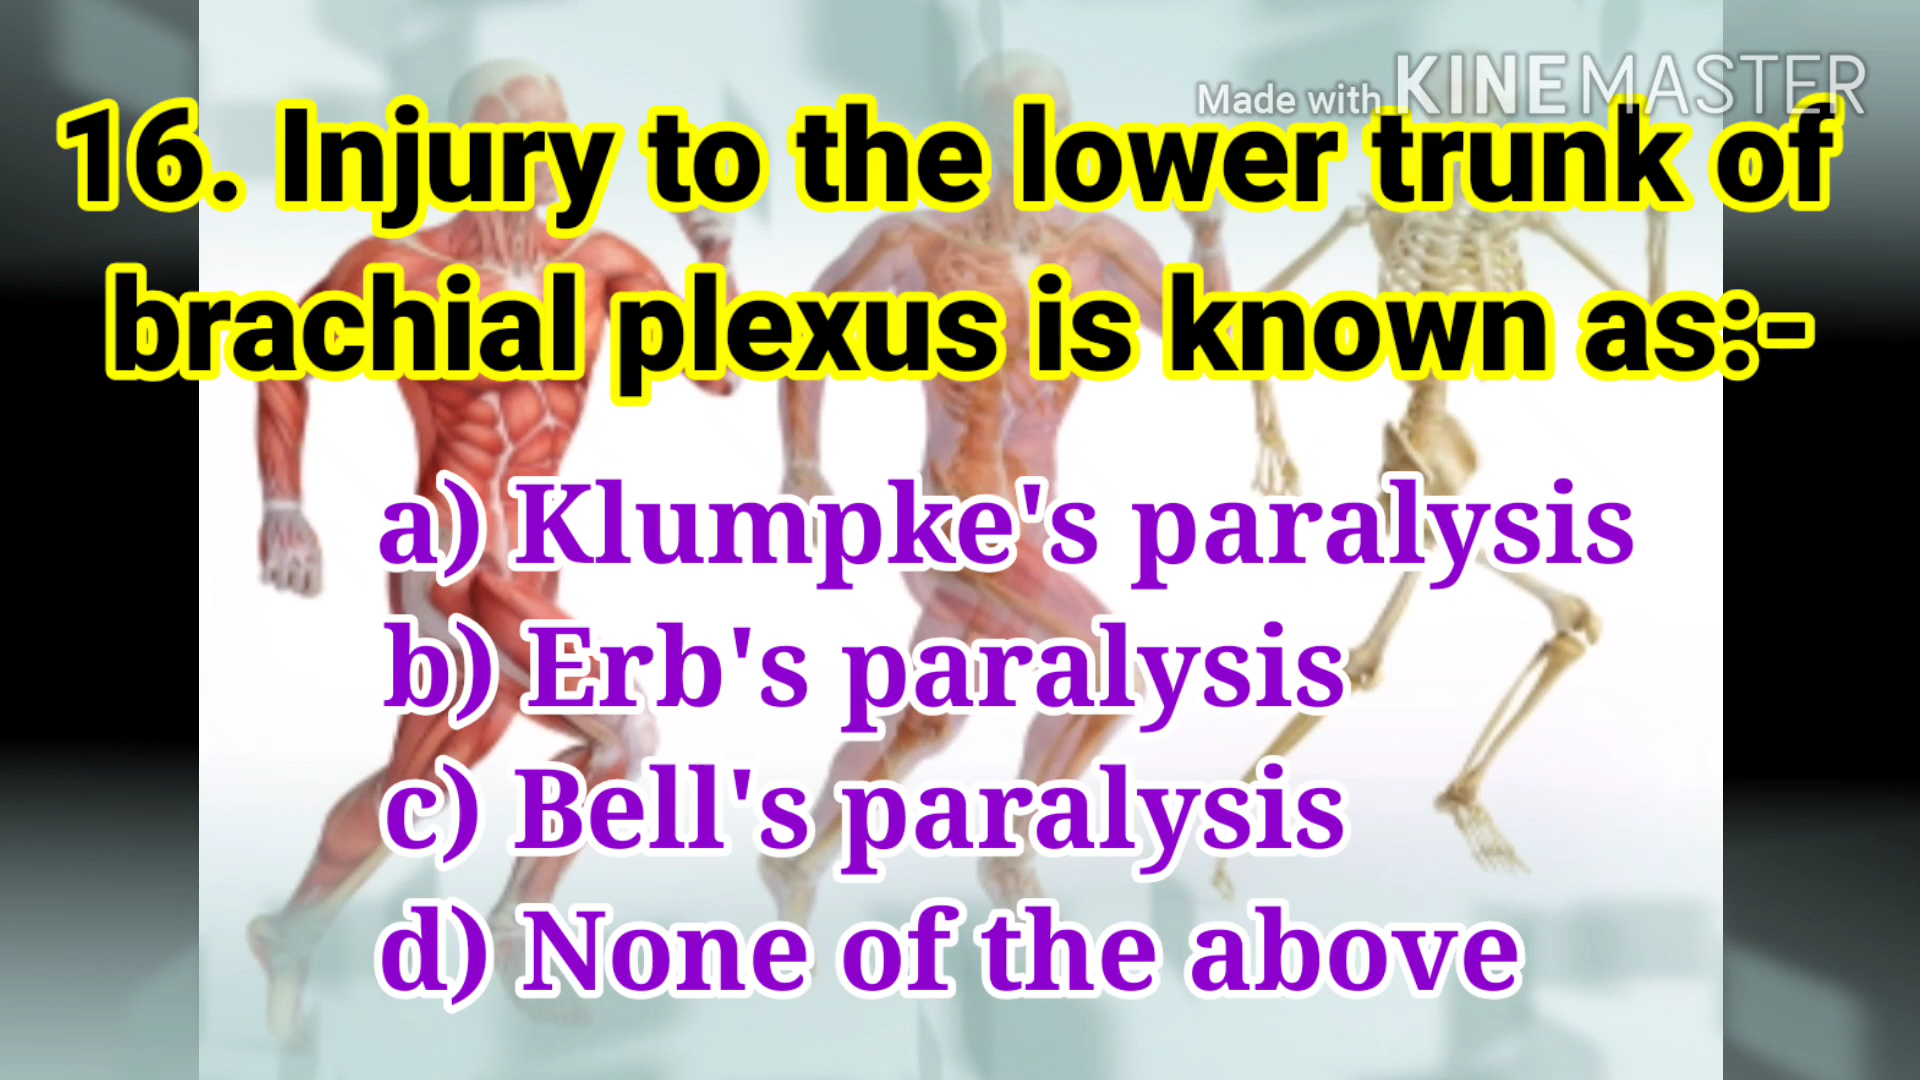 Made with KINEMASTER
16. Injury to the lower trunk of
brachial plexus is known as:-
a) Klumpke's paralysis
b) Erb's paralysis
c) Bell's paralysis
d) None of the above